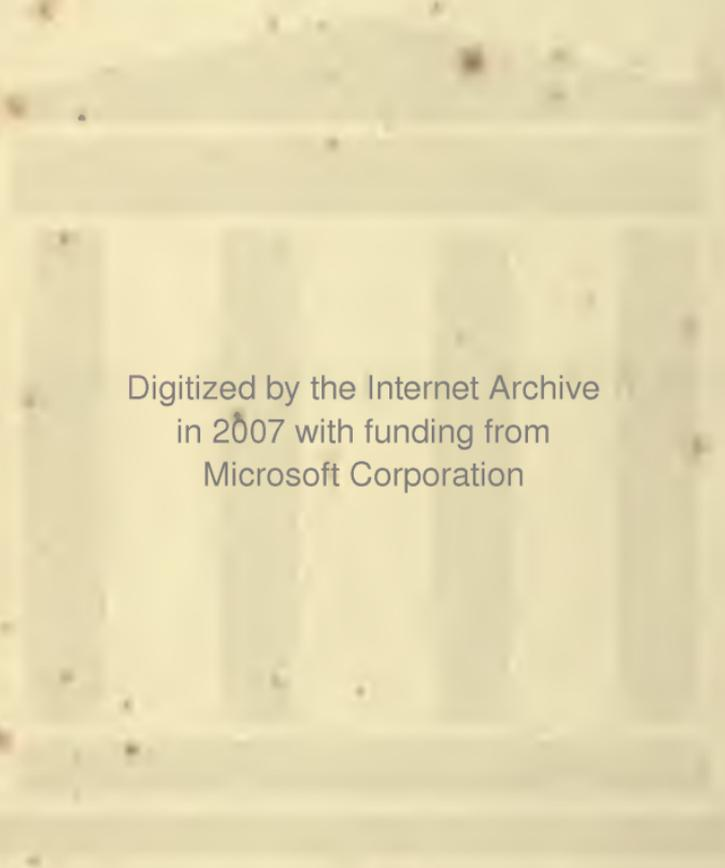 Digitized by the Internet Archive
in 2007 with funding from
Microsoft Corporation